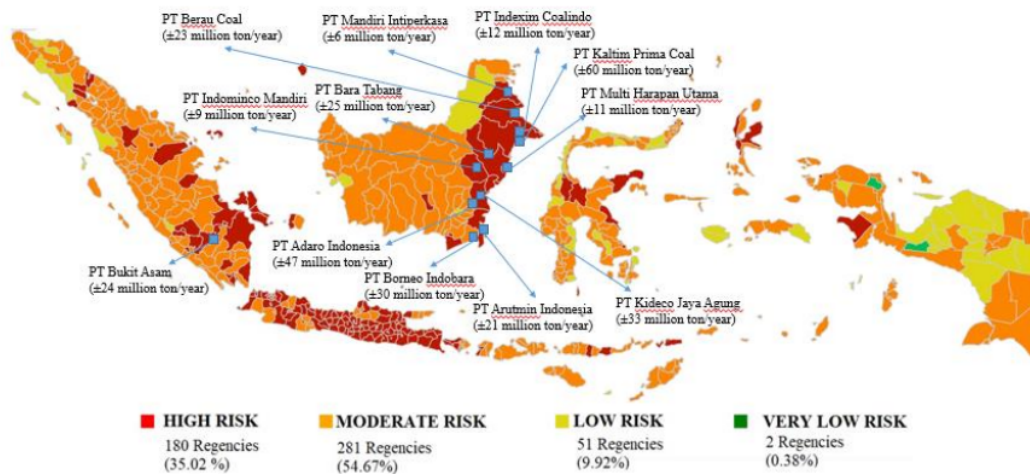 PT Berau Coal
(±23 million ton/year)
PT Mandiri Intiperkasa
(±6 million ton/year)
PT Indexim Coalindo
(±12 million ton/year)
PT Kaltim Prima Coal
(±60 million ton/year)
PT Indominco Mandiri
(±9 million ton/year)
PT Bara Tabang
(±25 million ton/year)
PT Multi Harapan Utama
(±11 million ton/year)
PT Adaro Indonesia
(±47 million ton/year)
PT Bukit Asam
(±24 million ton/year)
PT Borneo Indobara
(±30 million ton/year)
PT Arutmin Indonesia
(±21 million ton/year)
PT Kideco Jaya Agung
(±33 million ton/year)
HIGH RISK
180 Regencies
(35.02 %)
MODERATE RISK
281 Regencies
(54.67%)
LOW RISK
51 Regencies
(9.92%)
VERY LOW RISK
2 Regencies
(0.38%)